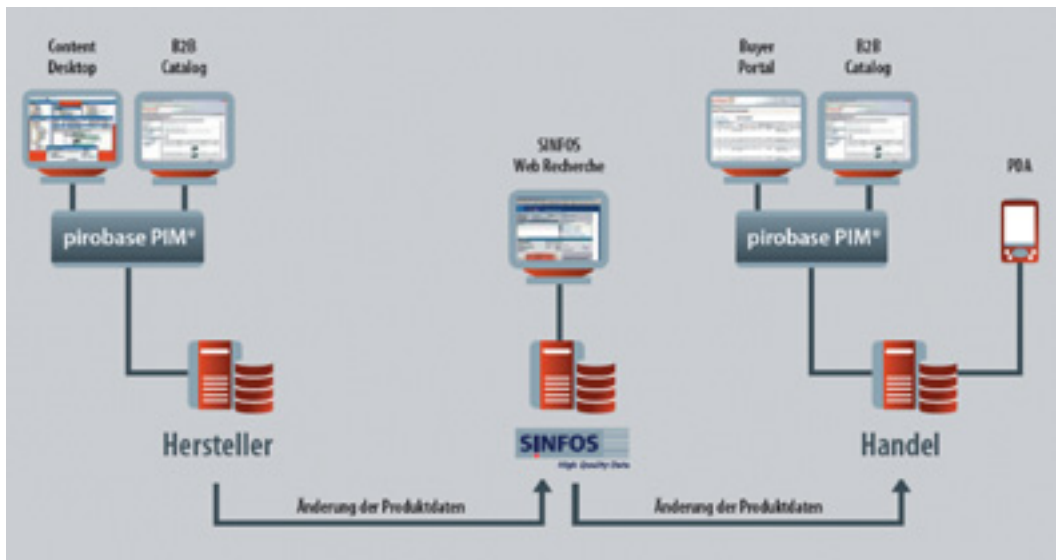 Content
Desktop
B2B
Catalog
pirobase PIM®
Hersteller
SINFOS
Web Recherche
SINFOS
High Quality Data
Buyer
Portal
B2B
Catalog
pirobase PIM®
PDA
Handel
Änderung der Produktdaten
Änderung der Produktdaten